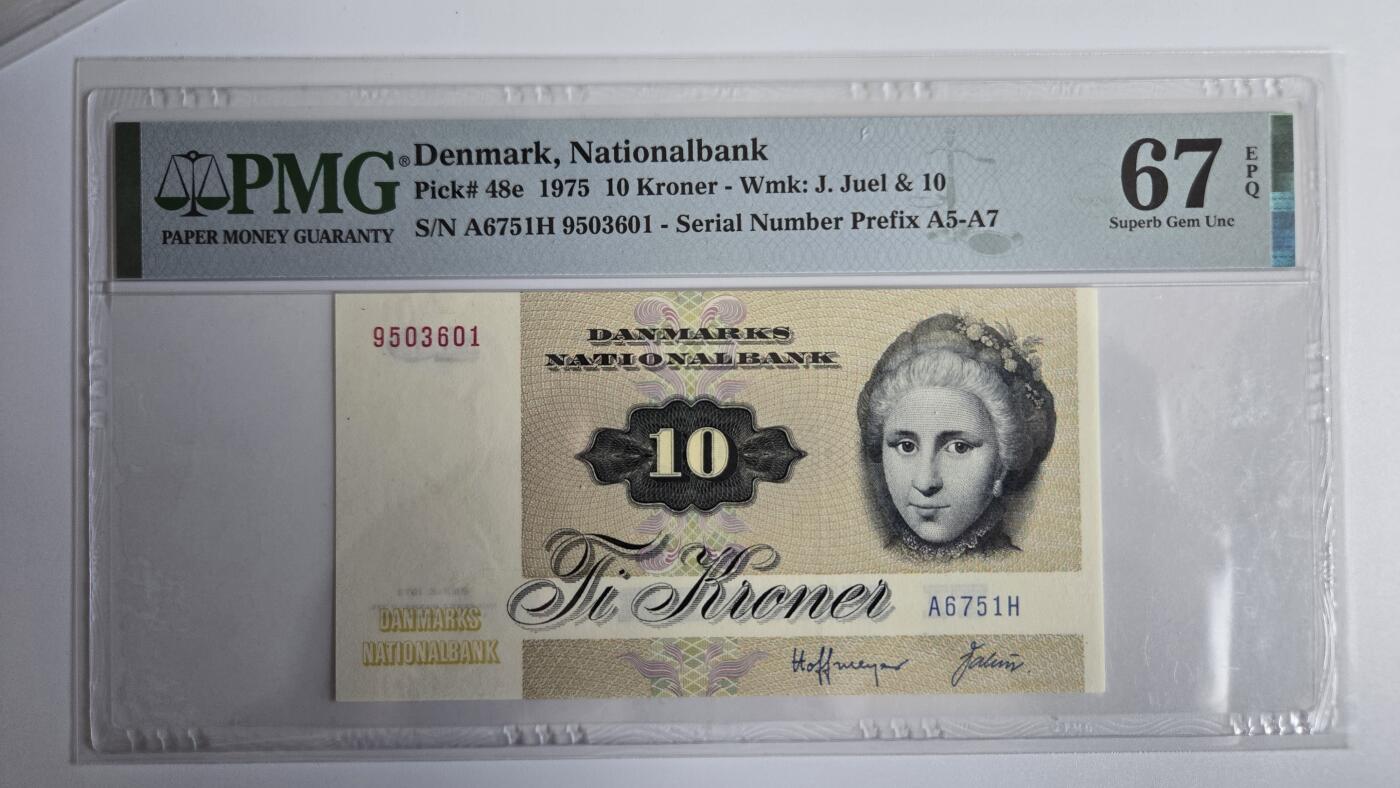 PMG®
PAPER MONEY GUARANTY
Denmark, Nationalbank
Pick# 48e 1975 10 Kroner - Wmk: J. Juel & 10
S/N A6751H 9503601 - Serial Number Prefix A5-A7
67
EPQ
Superb Gem Unc
9503601
DANMARKS
NATIONALBANK
10
Ti Kroner
A6751H
DANMARKS
NATIONALBANK
Hoffmeyer